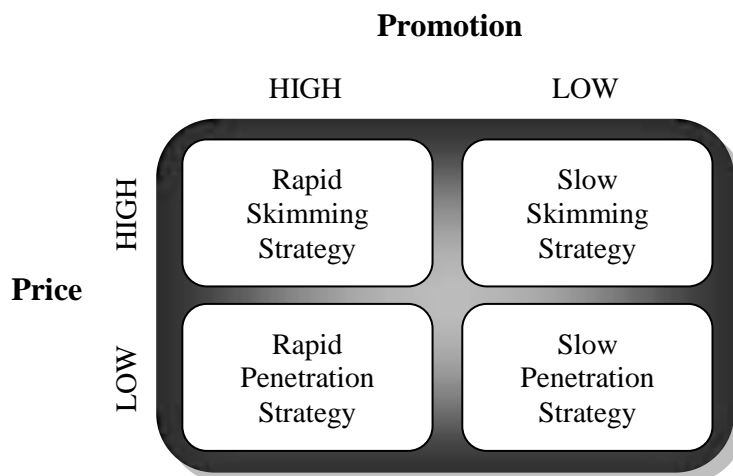 Promotion
HIGH LOW
HIGH
Rapid
Skimming
Strategy
Slow
Skimming
Strategy
Price
LOW
Rapid
Penetration
Strategy
Slow
Penetration
Strategy